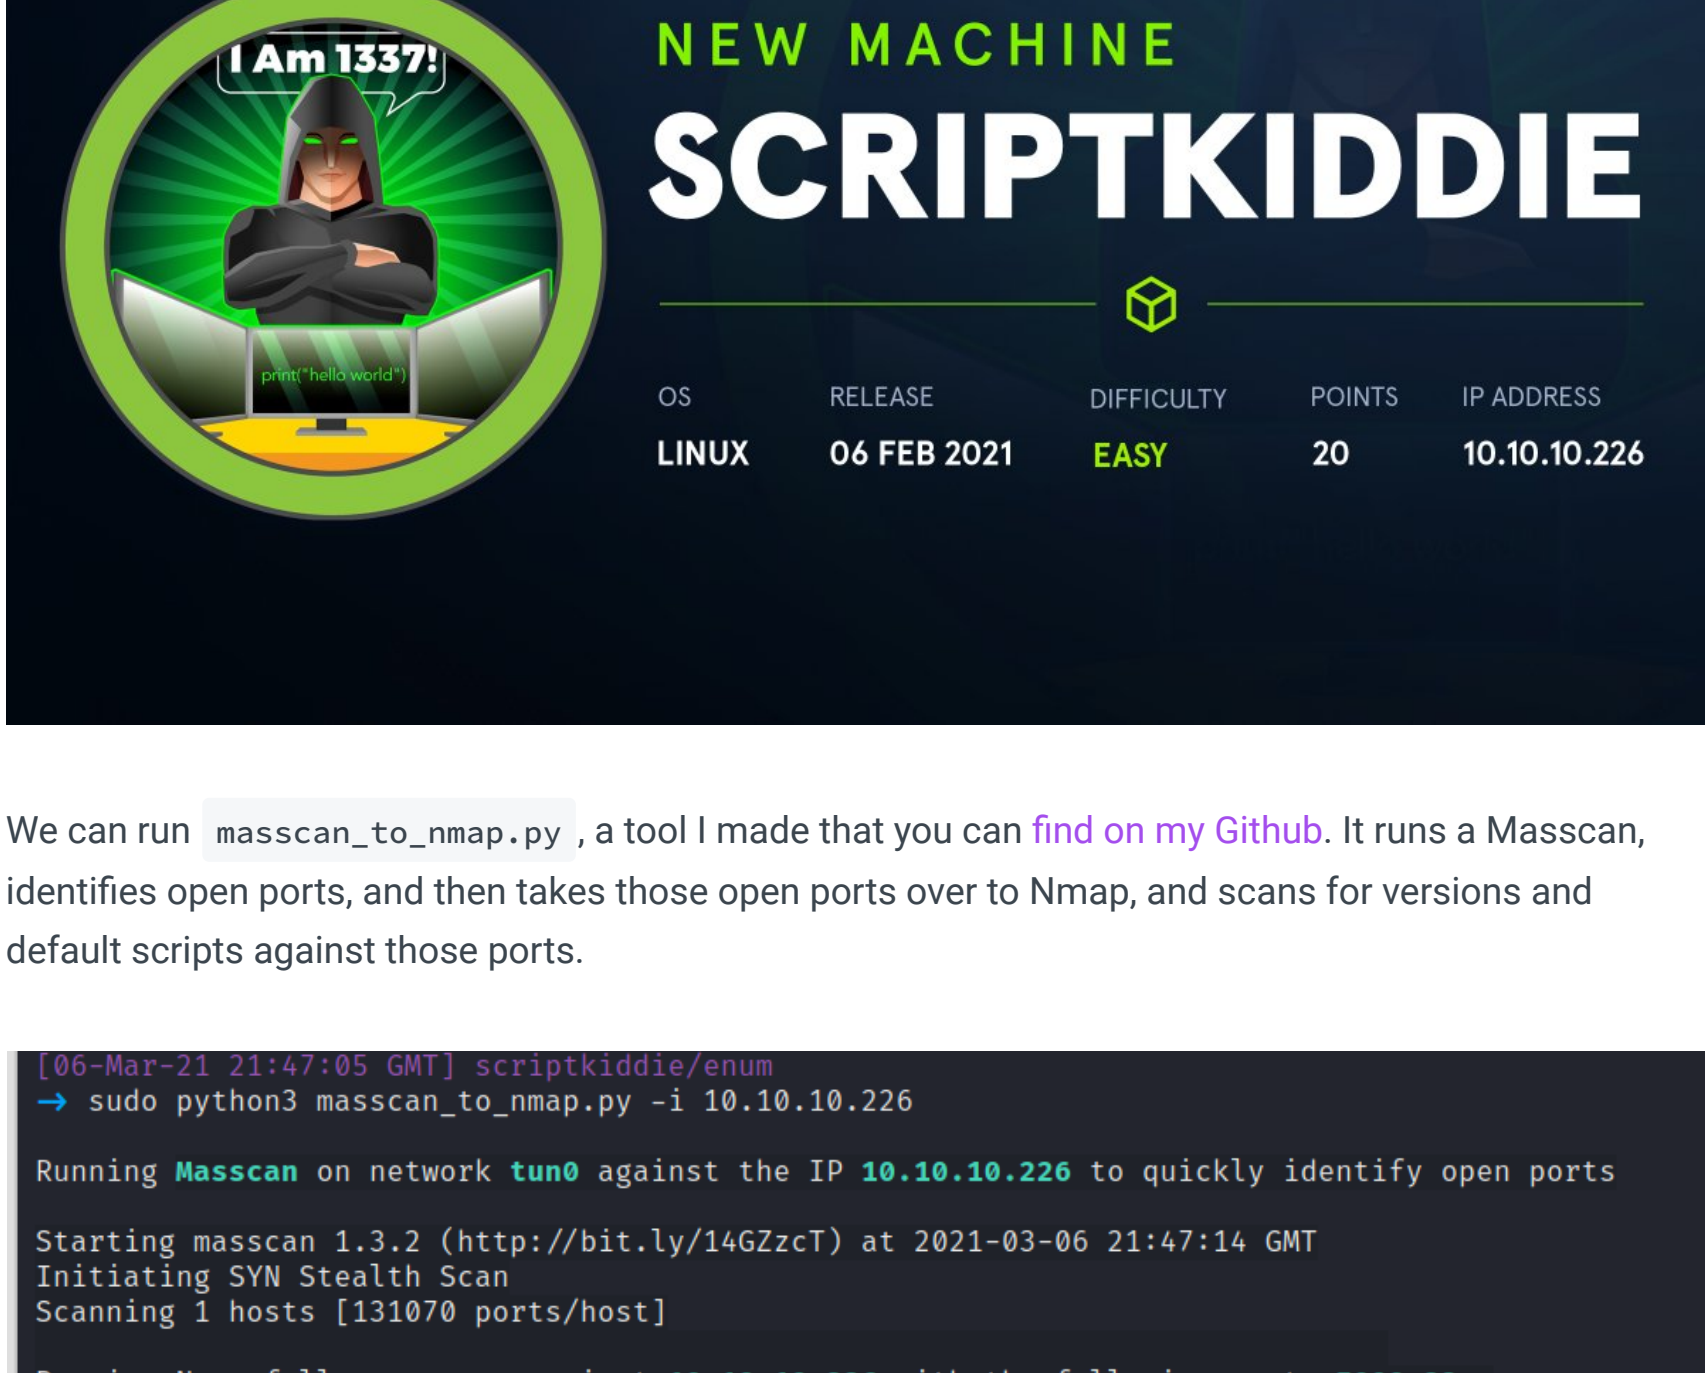 I Am 1337!
NEW MACHINE
SCRIPTKIDDIE
print("hello world")
OS RELEASE DIFFICULTY POINTS IP ADDRESS
LINUX 06 FEB 2021 EASY 20 10.10.10.226
We can run masscan_to_nmap.py , a tool I made that you can find on my Github. It runs a Masscan,
identifies open ports, and then takes those open ports over to Nmap, and scans for versions and
default scripts against those ports.
[06-Mar-21 21:47:05 GMT] scriptkiddie/enum
→ sudo python3 masscan_to_nmap.py -i 10.10.10.226
Running Masscan on network tun0 against the IP 10.10.10.226 to quickly identify open ports
Starting masscan 1.3.2 (http://bit.ly/14GZzcT) at 2021-03-06 21:47:14 GMT
Initiating SYN Stealth Scan
Scanning 1 hosts [131070 ports/host]